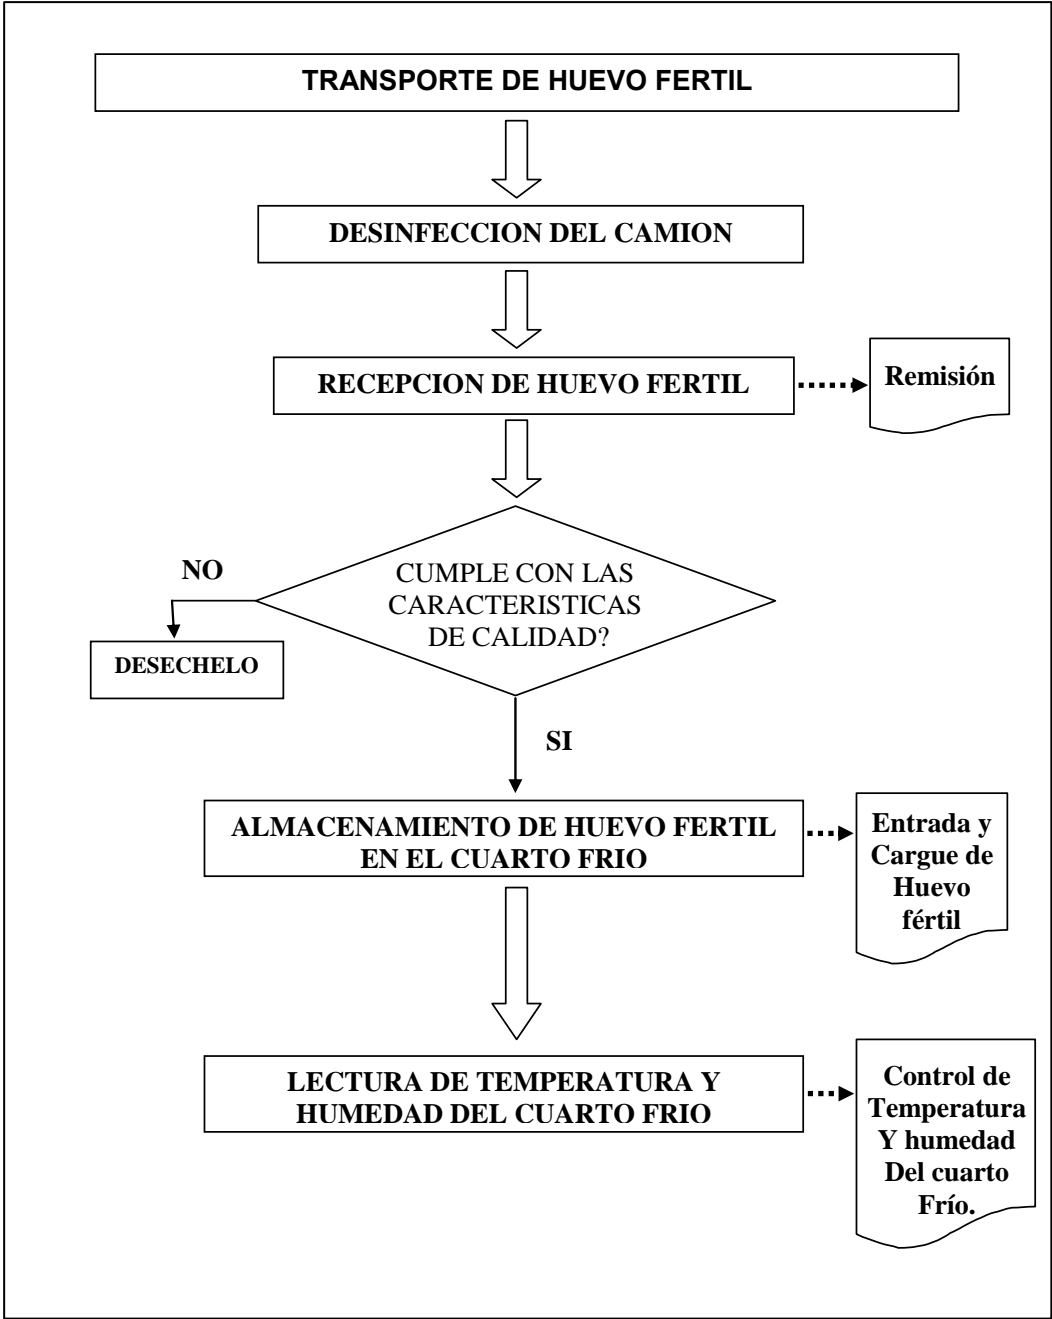 TRANSPORTE DE HUEVO FERTIL
DESINFECCION DEL CAMION
RECEPCION DE HUEVO FERTIL
Remisión
NO
CUMPLE CON LAS
CARACTERISTICAS
DE CALIDAD?
DESECHELO
SI
ALMACENAMIENTO DE HUEVO FERTIL
EN EL CUARTO FRIO
Entrada y
Cargue de
Huevo
fértil
LECTURA DE TEMPERATURA Y
HUMEDAD DEL CUARTO FRIO
Control de
Temperatura
Y humedad
Del cuarto
Frío.